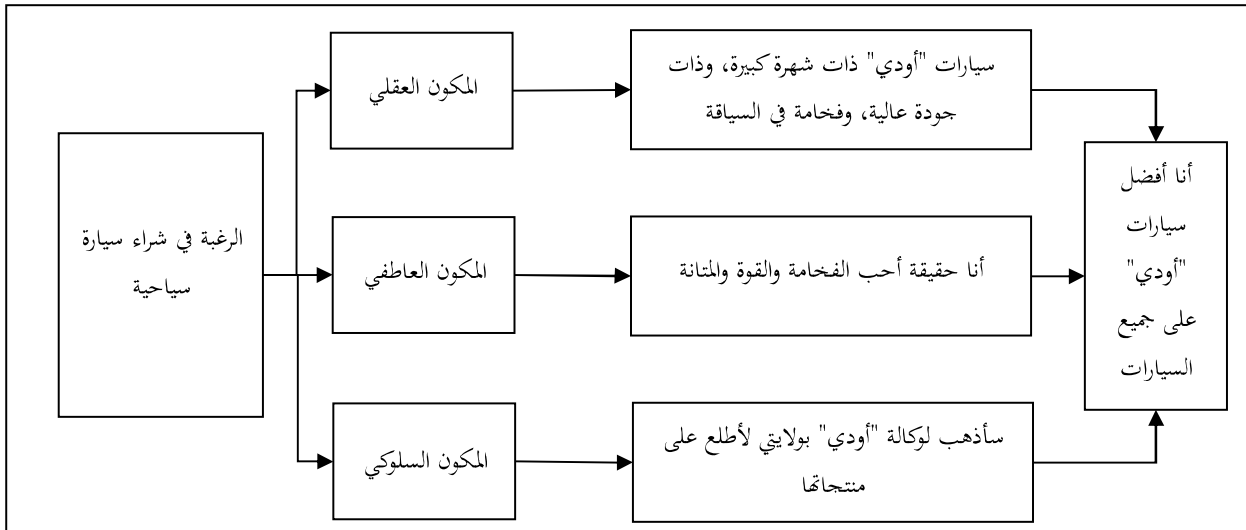 المكون العقلي
سيارات "أودي" ذات شهرة كبيرة، وذات
جودة عالية، وفخامة في السياقة
أنا أفضل
سيارات
"أودي"
على جميع
السيارات
الرغبة في شراء سيارة
سياحية
المكون العاطفي
أنا حقيقة أحب الفخامة والقوة والمتانة
المكون السلوكي
سأذهب لوكالة "أودي" بولايتي لأطلع على
منتجاتها